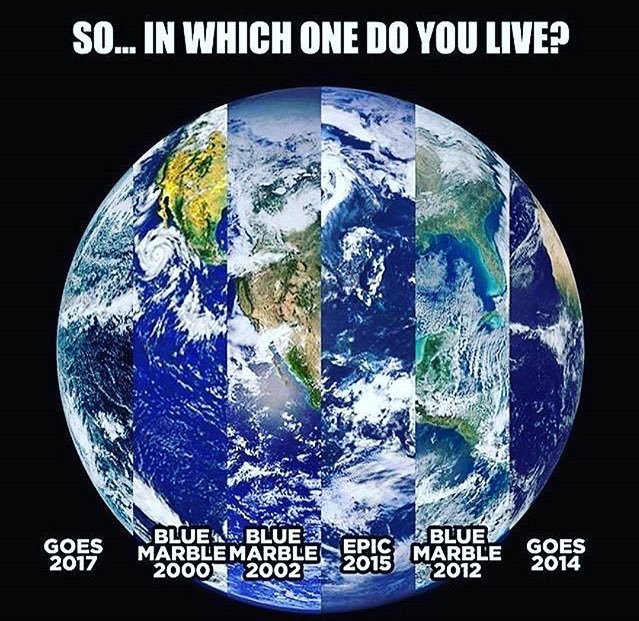 SO... IN WHICH ONE DO YOU LIVE?
GOES
2017
BLUE
MARBLE
2000
BLUE
MARBLE
2002
EPIC
2015
BLUE
MARBLE
2012
GOES
2014